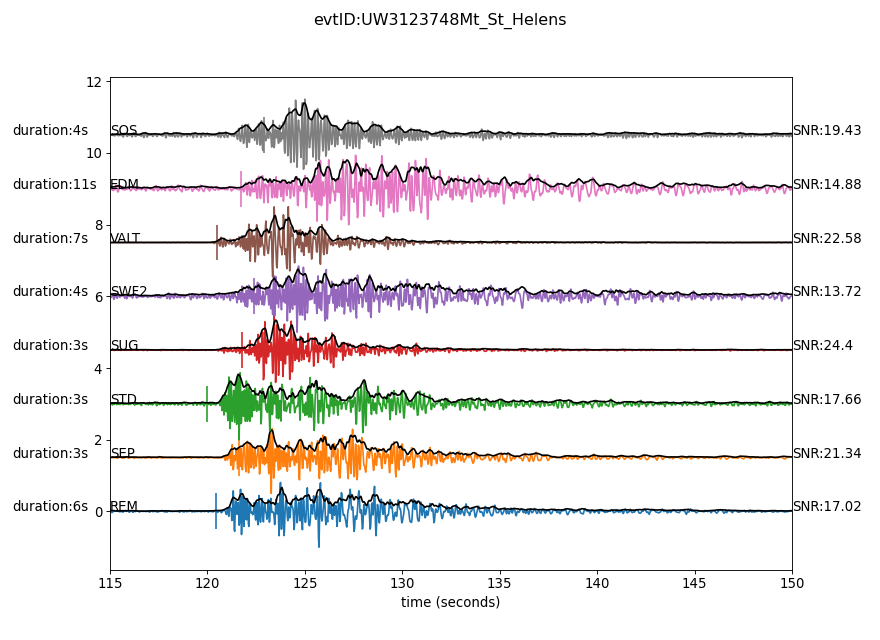 evtID:UW3123748Mt_St_Helens
12
duration:4s SOS SNR:19.43
10
duration:11s EDM SNR:14.88
8
duration:7s VALT SNR:22.58
duration:4s SWF2 SNR:13.72
6
duration:3s SUG SNR:24.4
4
duration:3s STD SNR:17.66
2
duration:3s SEP SNR:21.34
duration:6s REM SNR:17.02
0
115 120 125 130 135 140 145 150
time (seconds)